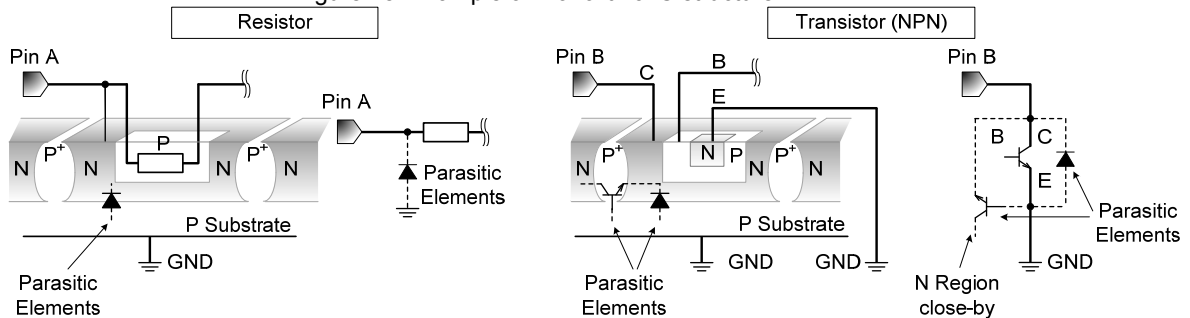 Resistor
Transistor (NPN)
Pin A
P
N
P+
N
N
P+
N
P Substrate
GND
Parasitic
Elements
Pin A
Parasitic
Elements
Pin B
C
B
E
N
P+
N
N
P
N
P+
N
P Substrate
GND
GND
Parasitic
Elements
Pin B
B
C
E
Parasitic
Elements
GND
N Region
close-by